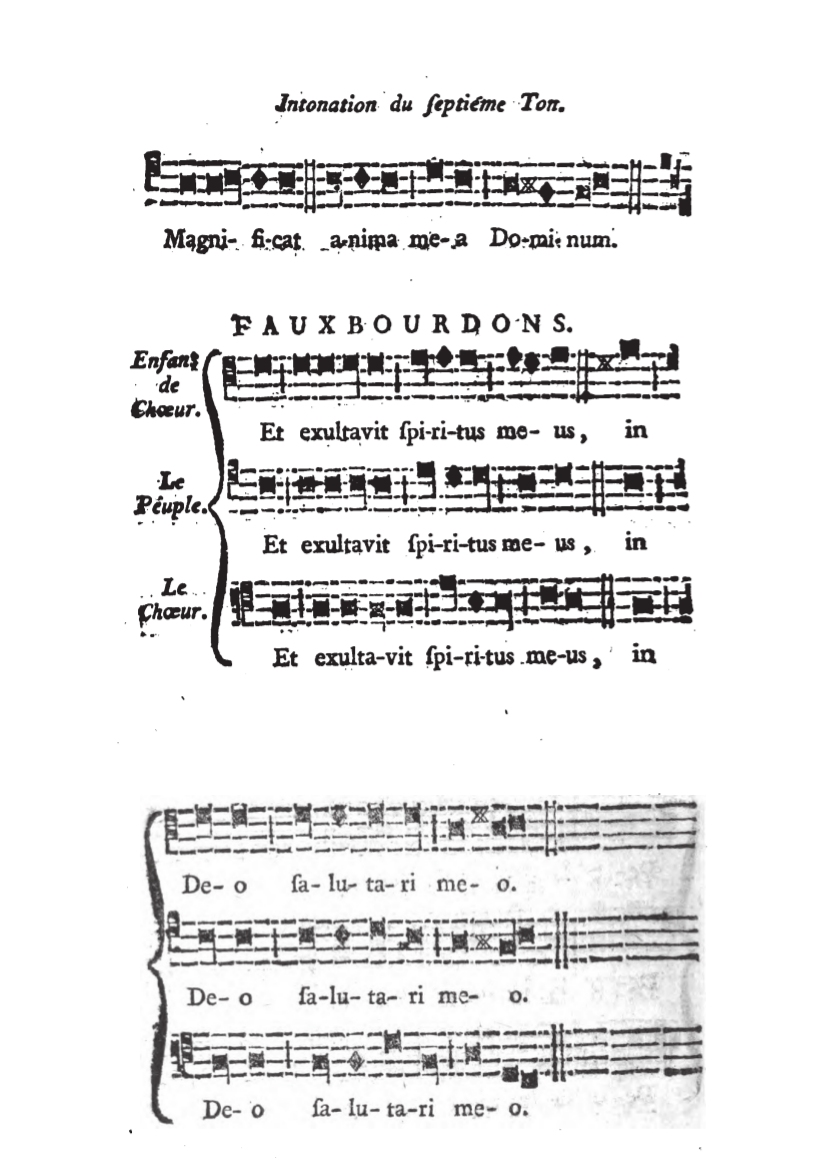 Intonation du ſeptiéme Ton.
Magni- fi-cat a-nima me-a Do-mi-num.
FAUXBOURDONS.
Enfans
de
Chœur.
Et exultavit ſpi-ri-tus me- us, in
Le
Peuple.
Et exultavit ſpi-ri-tus me- us, in
Le
Chœur.
Et exulta-vit ſpi-ri-tus me-us, in
De- o ſa- lu- ta- ri me- o.
De- o ſa-lu- ta- ri me- o.
De- o ſa- lu- ta-ri me- o.